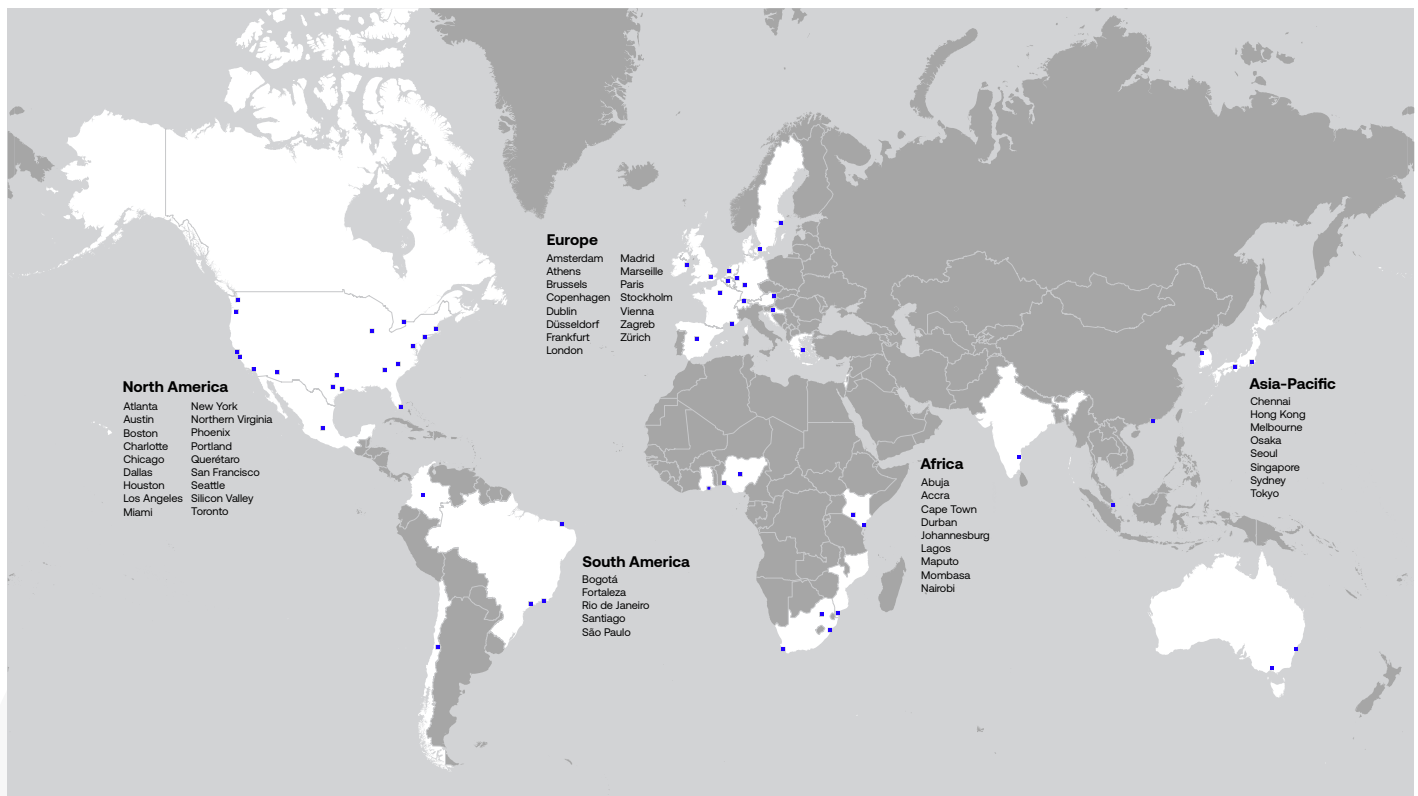 Europe
Amsterdam
Athens
Brussels
Copenhagen
Dublin
Düsseldorf
Frankfurt
London
Madrid
Marseille
Paris
Stockholm
Vienna
Zagreb
Zürich
North America
Atlanta
Austin
Boston
Charlotte
Chicago
Dallas
Houston
Los Angeles
Miami
New York
Northern Virginia
Phoenix
Portland
Querétaro
San Francisco
Seattle
Silicon Valley
Toronto
South America
Bogotá
Fortaleza
Rio de Janeiro
Santiago
São Paulo
Africa
Abuja
Accra
Cape Town
Durban
Johannesburg
Lagos
Maputo
Mombasa
Nairobi
Asia-Pacific
Chennai
Hong Kong
Melbourne
Osaka
Seoul
Singapore
Sydney
Tokyo